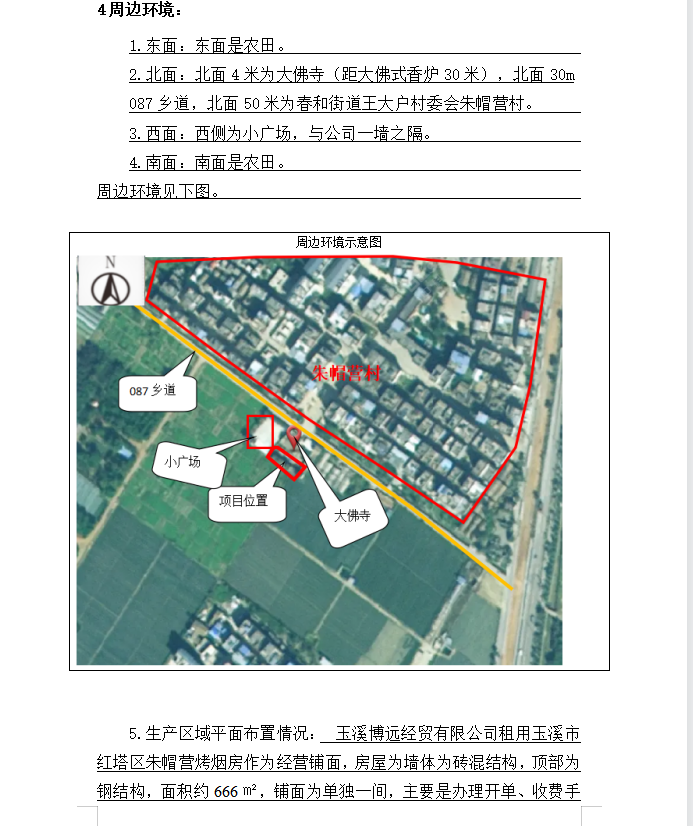 4周边环境：
1.东面：东面是农田。
2.北面：北面4米为大佛寺（距大佛式香炉30米），北面30m
087乡道，北面50米为春和街道王大户村委会朱帽营村。
3.西面：西侧为小广场，与公司一墙之隔。
4.南面：南面是农田。
周边环境见下图。
周边环境示意图
N
朱帽营村
087乡道
小广场
项目位置
大佛寺
5.生产区域平面布置情况： 玉溪博远经贸有限公司租用玉溪市
红塔区朱帽营烤烟房作为经营铺面，房屋为墙体为砖混结构，顶部为
钢结构，面积约666㎡，铺面为单独一间，主要是办理开单、收费手